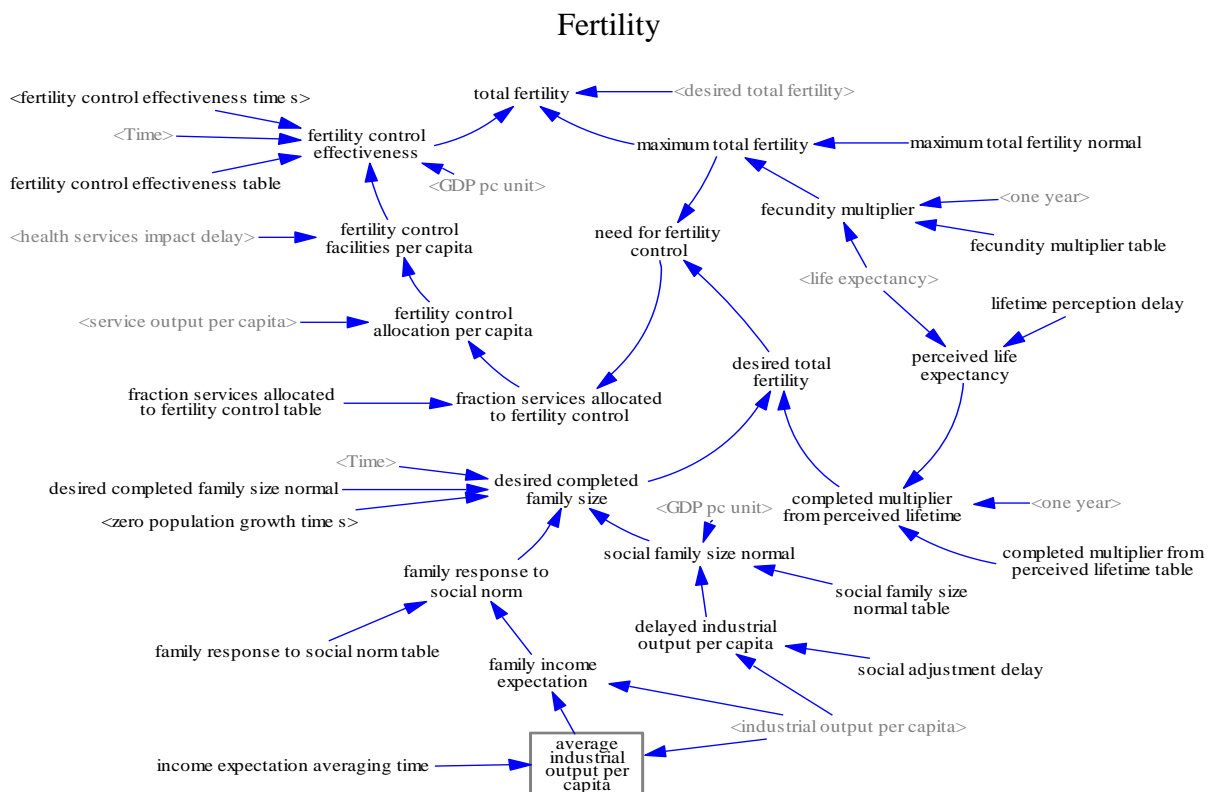 Fertility
<fertility control effectiveness time s>
total fertility
<desired total fertility>
<Time>
fertility control
effectiveness
maximum total fertility
maximum total fertility normal
fertility control effectiveness table
<GDP pc unit>
fecundity multiplier
<one year>
<health services impact delay>
fertility control
facilities per capita
need for fertility
control
fecundity multiplier table
<life expectancy>
lifetime perception delay
<service output per capita>
fertility control
allocation per capita
desired total
fertility
perceived life
expectancy
fraction services allocated
to fertility control table
fraction services allocated
to fertility control
<Time>
desired completed family size normal
<zero population growth time s>
desired completed
family size
<GDP pc unit>
completed multiplier
from perceived lifetime
<one year>
social family size normal
completed multiplier from
perceived lifetime table
family response to
social norm
social family size
normal table
family response to social norm table
delayed industrial
output per capita
family income
expectation
social adjustment delay
<industrial output per capita>
income expectation averaging time
average
industrial
output per
capita